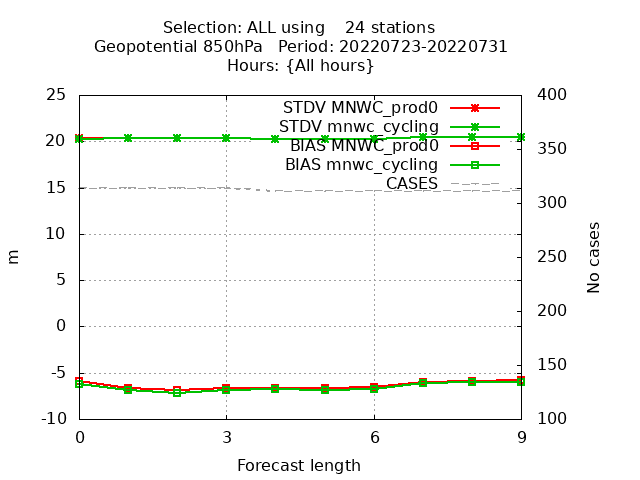 Selection: ALL using    24 stations
Geopotential 850hPa   Period: 20220723-20220731
Hours: {All hours}
25
20
15
10
5
0
-5
-10
m
400
350
300
250
200
150
100
No cases
STDV MNWC_prod0
STDV mnwc_cycling
BIAS MNWC_prod0
BIAS mnwc_cycling
CASES
0
3
6
9
Forecast length